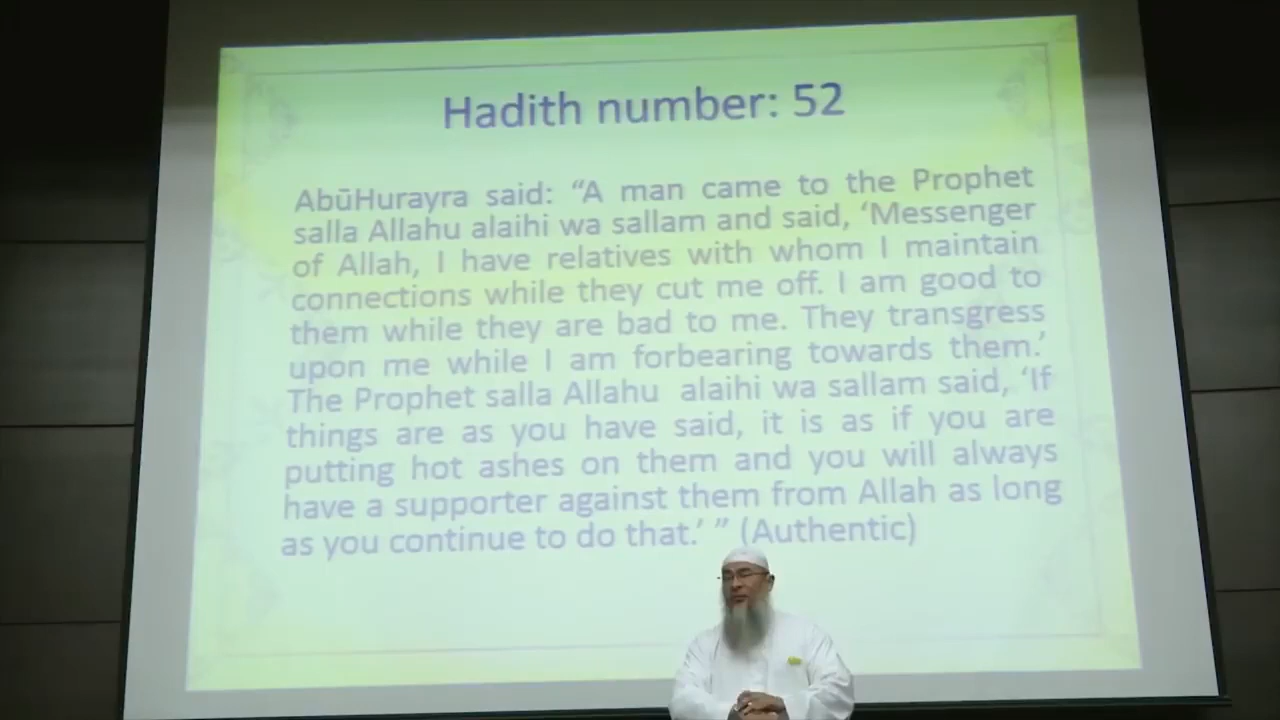 Hadith number: 52
AbūHurayra said: “A man came to the Prophet
salla Allahu alaihi wa sallam and said, ‘Messenger
of Allah, I have relatives with whom I maintain
connections while they cut me off. I am good to
them while they are bad to me. They transgress
upon me while I am forbearing towards them.’
The Prophet salla Allahu alaihi wa sallam said, ‘If
things are as you have said, it is as if you are
putting hot ashes on them and you will always
have a supporter against them from Allah as long
as you continue to do that.’ ” (Authentic)